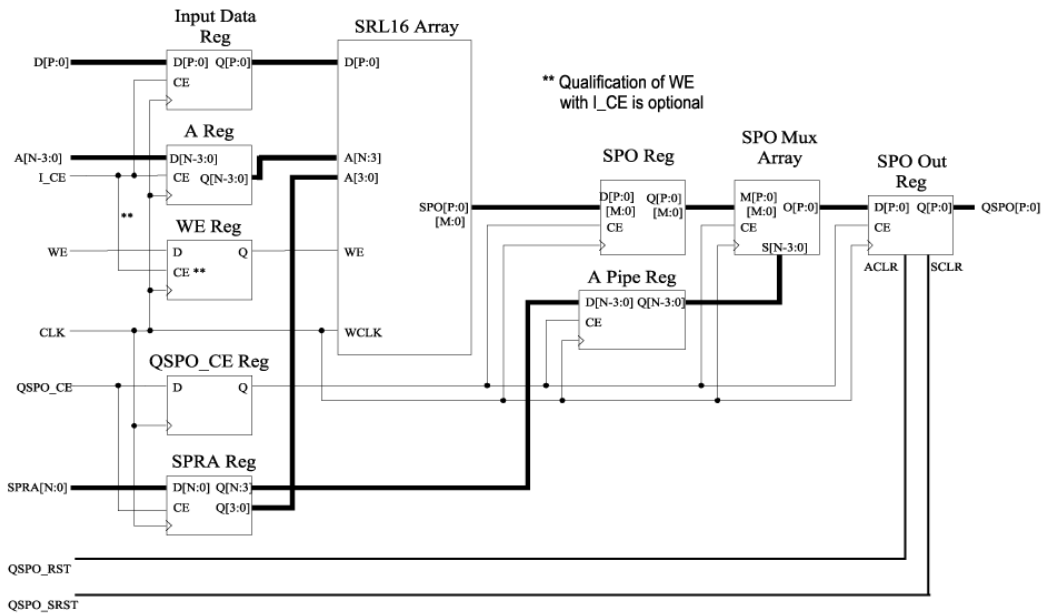 Input Data
Reg
D[P:0]
D[P:0] Q[P:0]
CE
SRL16 Array
D[P:0]
** Qualification of WE
with I_CE is optional
A Reg
A[N-3:0]
D[N-3:0]
I_CE
CE
Q[N-3:0]
A[N:3]
A[3:0]
**
SPO[P:0]
[M:0]
SPO Reg
D[P:0] Q[P:0]
[M:0] [M:0]
CE
SPO Mux
Array
M[P:0] O[P:0]
[M:0]
CE
S[N-3:0]
SPO Out
Reg
D[P:0] Q[P:0]
CE
QSPO[P:0]
ACLR
SCLR
WE Reg
WE
D Q
CE **
WE
A Pipe Reg
D[N-3:0] Q[N-3:0]
CE
CLK
WCLK
QSPO_CE Reg
QSPO_CE
D Q
SPRA Reg
SPRA[N:0]
D[N:0] Q[N:3]
CE Q[3:0]
QSPO_RST
QSPO_SRST